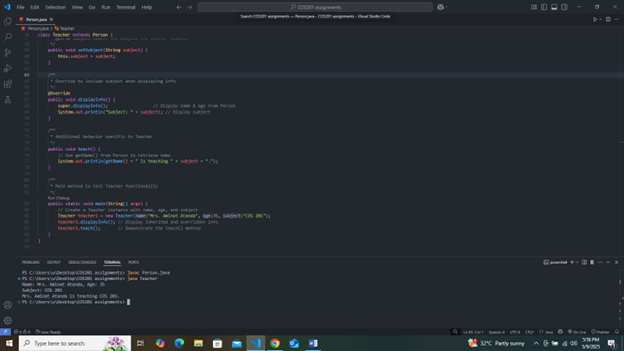 File Edit Selection View Go Run Terminal Help
COS201 assignments
Search COS201 assignments — Person.java - COS201 assignments - Visual Studio Code
Person.java
Person.java > Teacher
class Teacher extends Person {
public void setSubject(String subject) {
this.subject = subject;
}
/**
* Override to include subject when displaying info
*/
@Override
public void displayInfo() {
super.displayInfo(); // Display name & age from Person
System.out.println("Subject: " + subject); // Display subject
}
/**
* Additional behavior specific to Teacher
*/
public void teach() {
// Use getName() from Person to retrieve name
System.out.println(getName() + " is teaching " + subject + ".");
}
/**
* Main method to test Teacher functionality
*/
Run | Debug
public static void main(String[] args) {
// Create a Teacher instance with name, age, and subject
Teacher teacher1 = new Teacher(name:"Mrs. Aminat Atanda", age:35, subject:"COS 201");
teacher1.displayInfo(); // Display inherited and overridden info
teacher1.teach(); // Demonstrate the teach() method
}
}
PROBLEMS OUTPUT DEBUG CONSOLE TERMINAL PORTS
powershell
PS C:\Users\u\Desktop\COS201 assignments> javac Person.java
PS C:\Users\u\Desktop\COS201 assignments> java Teacher
Name: Mrs. Aminat Atanda, Age: 35
Subject: COS 201
Mrs. Aminat Atanda is teaching COS 201.
PS C:\Users\u\Desktop\COS201 assignments>
Java: Ready
Spaces: 4 UTF-8 CRLF Java Go Live Prettier
Type here to search
32°C Partly sunny
5:56 PM
5/9/2025